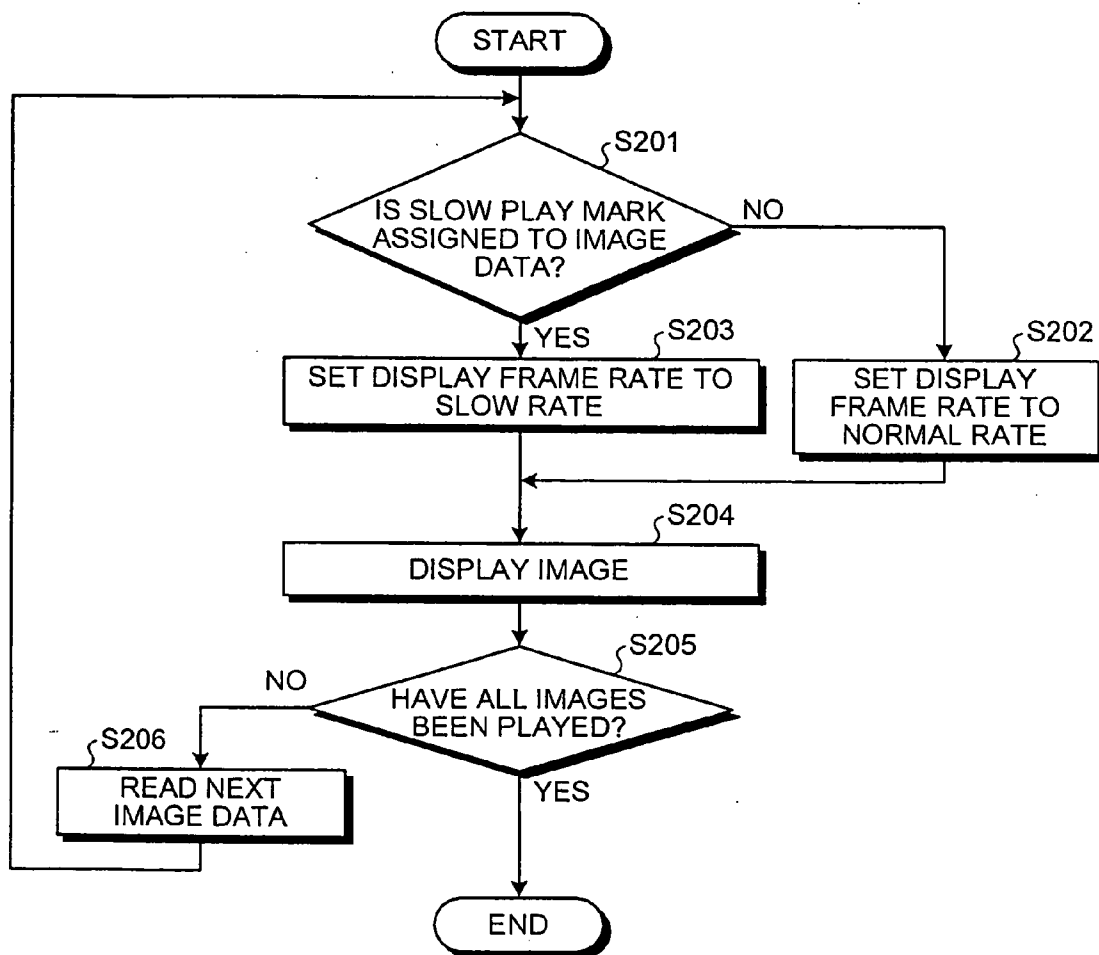 START
S201
IS SLOW PLAY MARK
ASSIGNED TO IMAGE
DATA?
NO
YES
S203
SET DISPLAY FRAME RATE TO
SLOW RATE
S202
SET DISPLAY
FRAME RATE TO
NORMAL RATE
S204
DISPLAY IMAGE
S205
HAVE ALL IMAGES
BEEN PLAYED?
NO
S206
READ NEXT
IMAGE DATA
YES
END